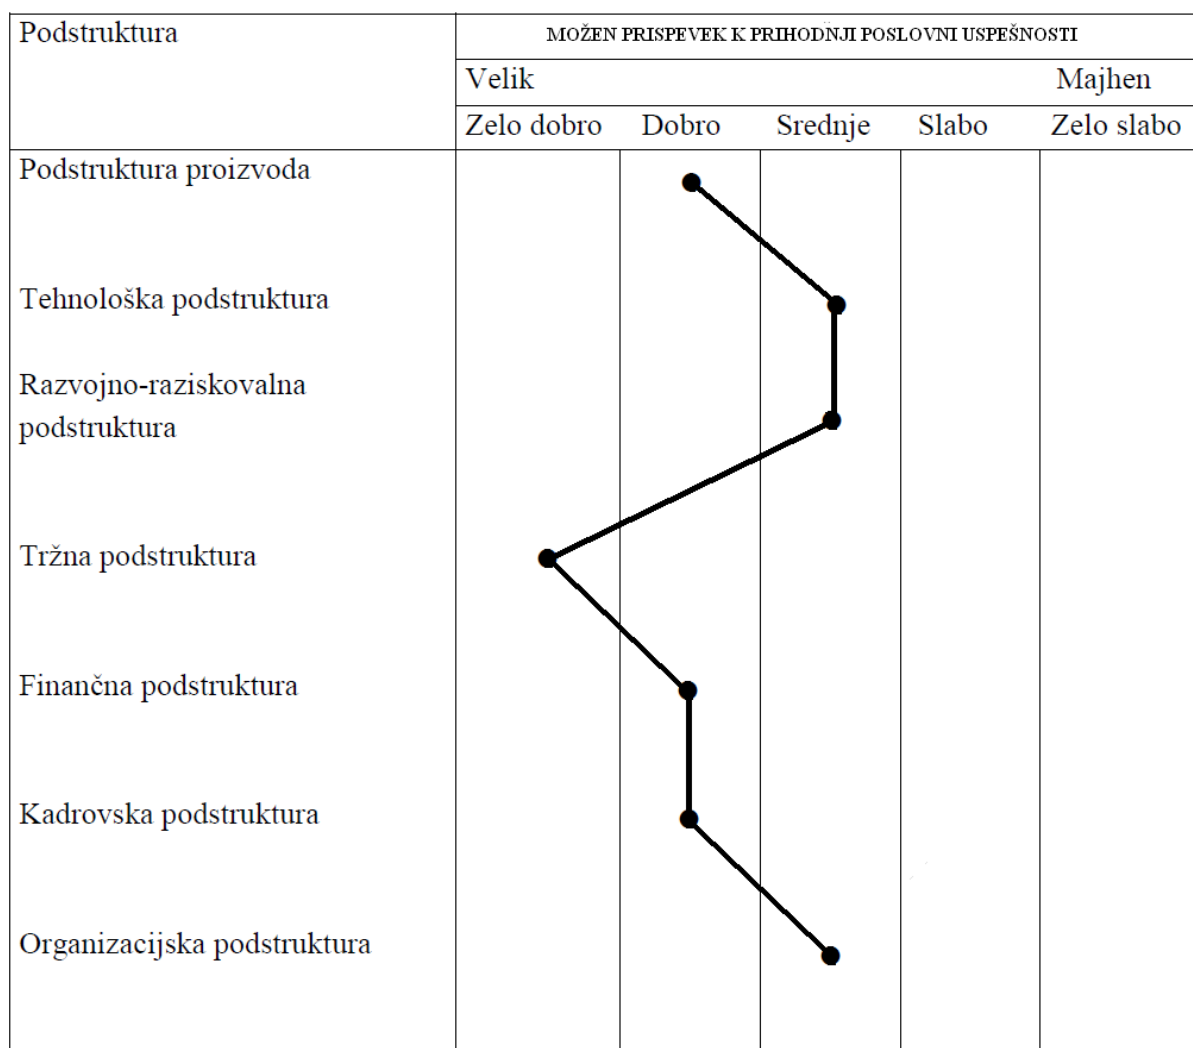 Podstruktura
MOŽEN PRISPEVEK K PRIHODNJI POSLOVNI USPEŠNOSTI
Velik Majhen
Zelo dobro Dobro Srednje Slabo Zelo slabo
Podstruktura proizvoda
Tehnološka podstruktura
Razvojno-raziskovalna
podstruktura
Tržna podstruktura
Finančna podstruktura
Kadrovska podstruktura
Organizacijska podstruktura